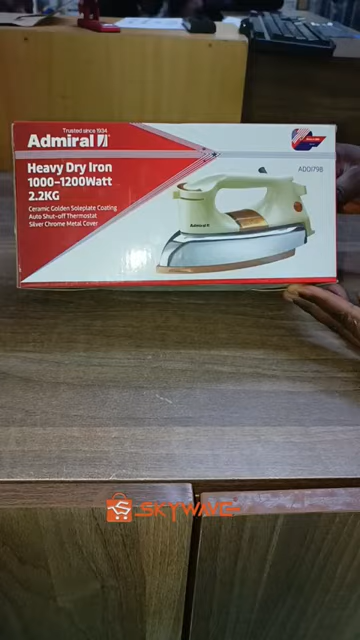 Trusted since 1934
Admiral
Heavy Dry Iron
1000-1200Watt
2.2KG
Ceramic Golden Soleplate Coating
Auto Shut-off Thermostat
Silver Chrome Metal Cover
ADDI79B
Admiral
SKYWAVE